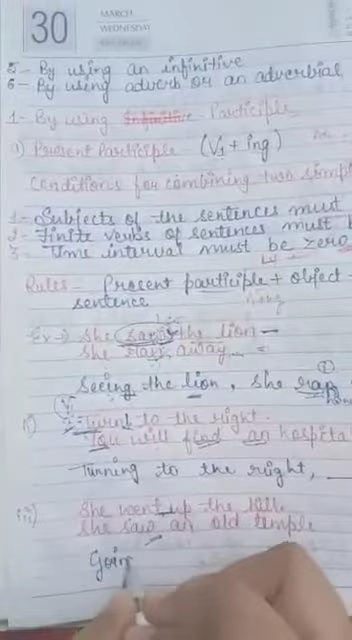 30
MARCH
WEDNESDAY
5- By using an infinitive
6- By using adverb or an adverbial
1- By using Participle
a) Present Participle (V1 + ing)
Conditions for combining two simpl
1- Subjects of the sentences must
2- Finite verbs of sentences must b
3- Time interval must be zero
Rules- Present participle + object
sentence
Ex-) She saw the lion -
She ran away
Seeing the lion, she ran
ii) Turn to the right.
You will find an hospital
Turning to the right,
iii) She went up the hill
She saw an old temple
Goin